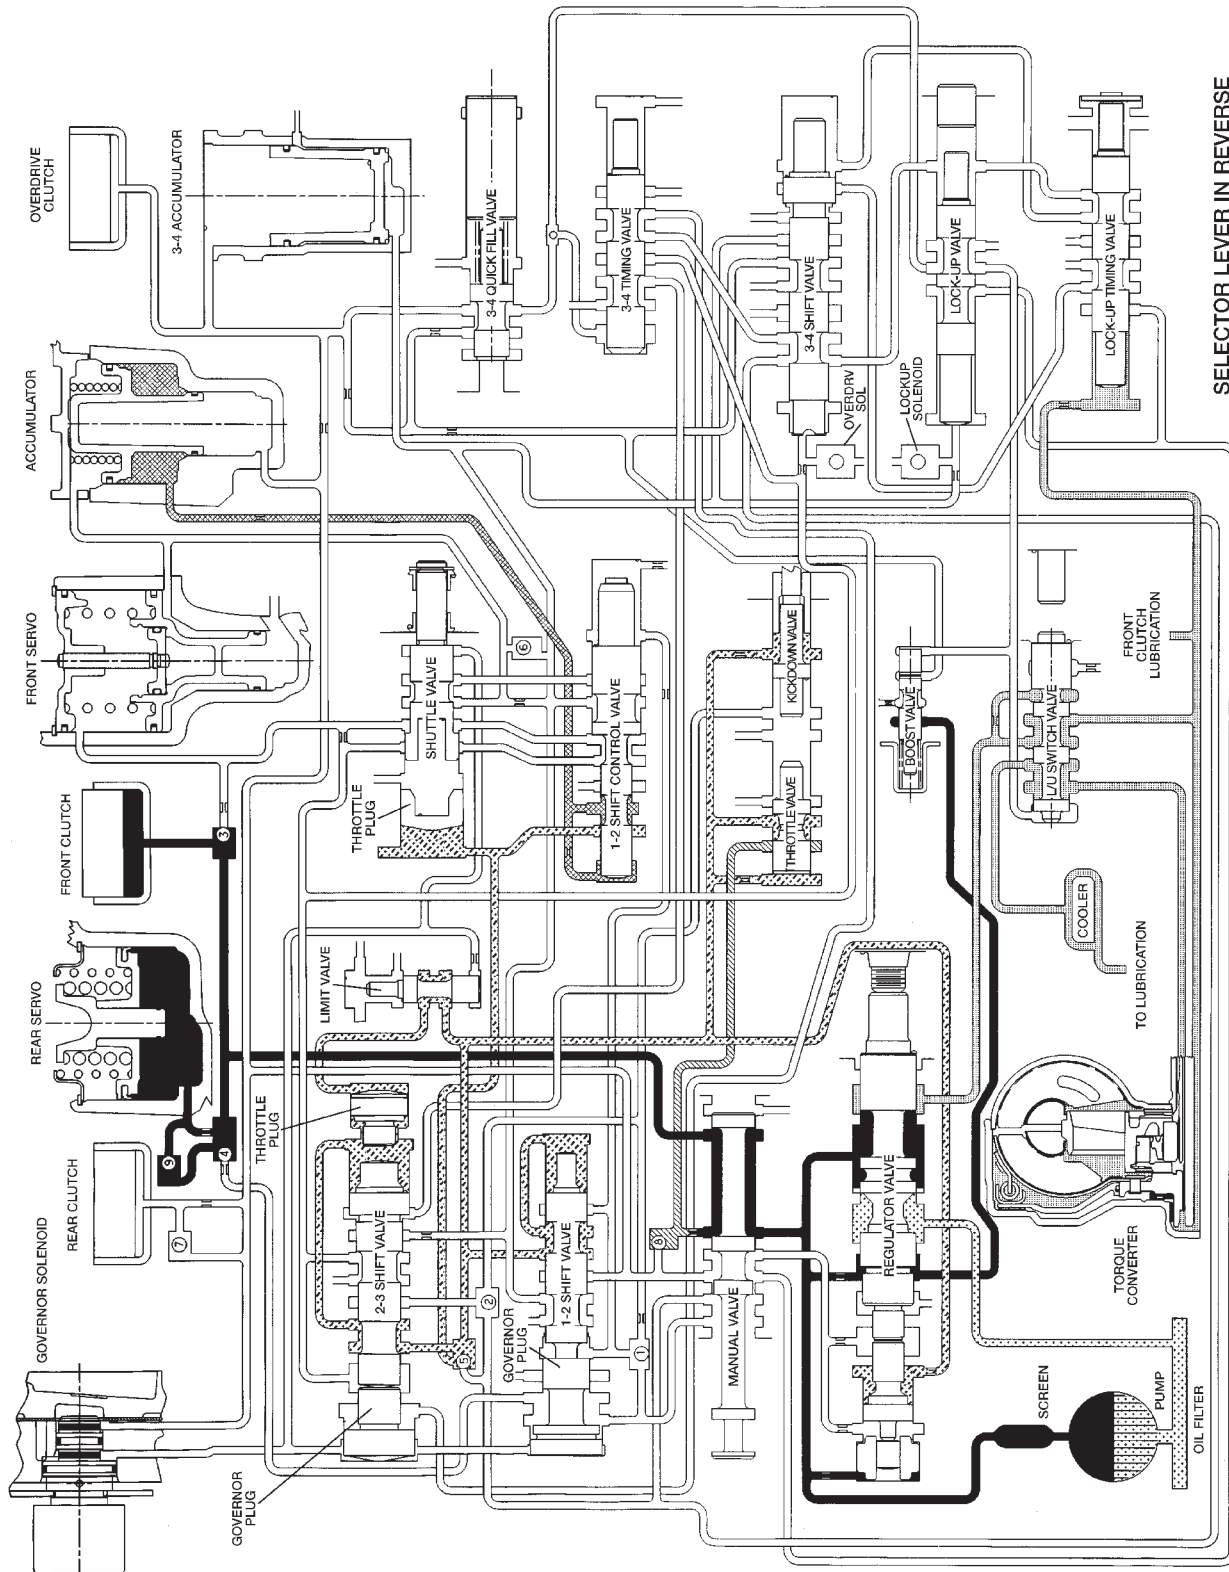 OVERDRIVE
CLUTCH
3-4 ACCUMULATOR
3-4 QUICK FILL VALVE
3-4 TIMING VALVE
3-4 SHIFT VALVE
LOCK-UP VALVE
LOCK-UP TIMING VALVE
SELECTOR LEVER IN REVERSE
ACCUMULATOR
OVERDRV
SOL
LOCKUP
SOLENOID
FRONT SERVO
SHUTTLE VALVE
6
1-2 SHIFT CONTROL VALVE
KICKDOWN VALVE
BOOST VALVE
L/U SWITCH VALVE
FRONT
CLUTCH
LUBRICATION
FRONT CLUTCH
3
THROTTLE
PLUG
THROTTLE VALVE
COOLER
TO LUBRICATION
REAR SERVO
LIMIT VALVE
REAR CLUTCH
9
4
7
THROTTLE
PLUG
2-3 SHIFT VALVE
2
1-2 SHIFT VALVE
8
MANUAL VALVE
REGULATOR VALVE
TORQUE
CONVERTER
GOVERNOR SOLENOID
GOVERNOR
PLUG
5
GOVERNOR
PLUG
1
SCREEN
PUMP
OIL FILTER